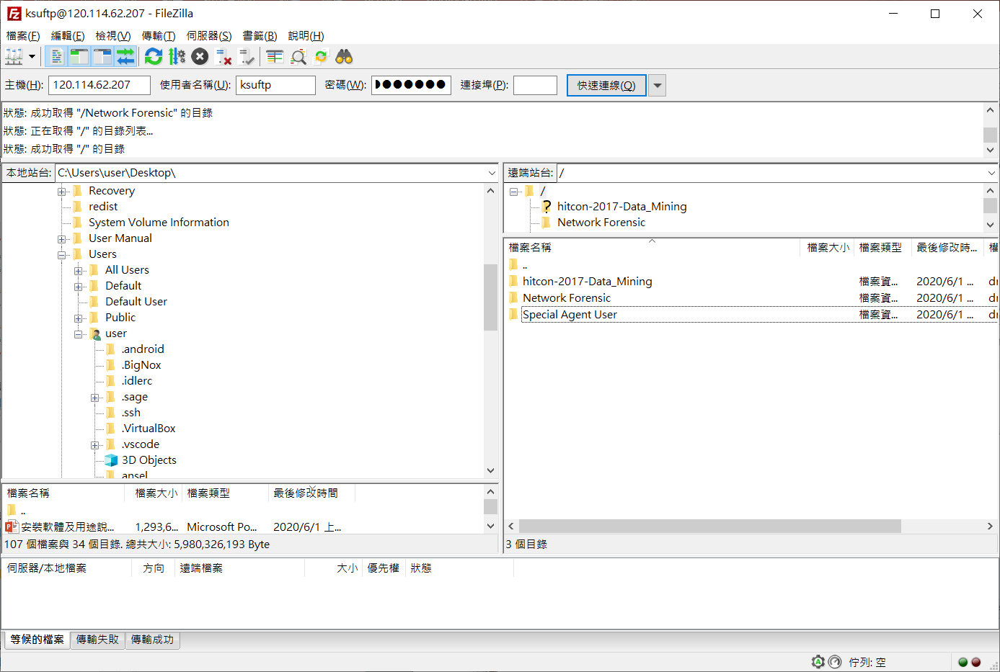 ksuftp@120.114.62.207 - FileZilla
檔案(F) 編輯(E) 檢視(V) 傳輸(T) 伺服器(S) 書籤(B) 說明(H)
主機(H): 120.114.62.207 使用者名稱(U): ksuftp 密碼(W): 連接埠(P): 快速連線(Q)
狀態: 成功取得 "/Network Forensic" 的目錄
狀態: 正在取得 "/" 的目錄列表...
狀態: 成功取得 "/" 的目錄
本地站台: C:\Users\user\Desktop\
Recovery
redist
System Volume Information
User Manual
Users
All Users
Default
Default User
Public
user
.android
.BigNox
.idlerc
.sage
.ssh
.VirtualBox
.vscode
3D Objects
ansel
檔案名稱 檔案大小 檔案類型 最後修改時間
..
安裝軟體及用途說... 1,293,6... Microsoft Po... 2020/6/1 上...
107 個檔案與 34 個目錄. 總共大小: 5,980,326,193 Byte
遠端站台: /
/
hitcon-2017-Data_Mining
Network Forensic
檔案名稱 檔案大小 檔案類型 最後修改時...
..
hitcon-2017-Data_Mining 檔案資... 2020/6/1 ...
Network Forensic 檔案資... 2020/6/1 ...
Special Agent User 檔案資... 2020/6/1 ...
3 個目錄
伺服器/本地檔案 方向 遠端檔案 大小 優先權 狀態
等候的檔案 傳輸失敗 傳輸成功
佇列: 空